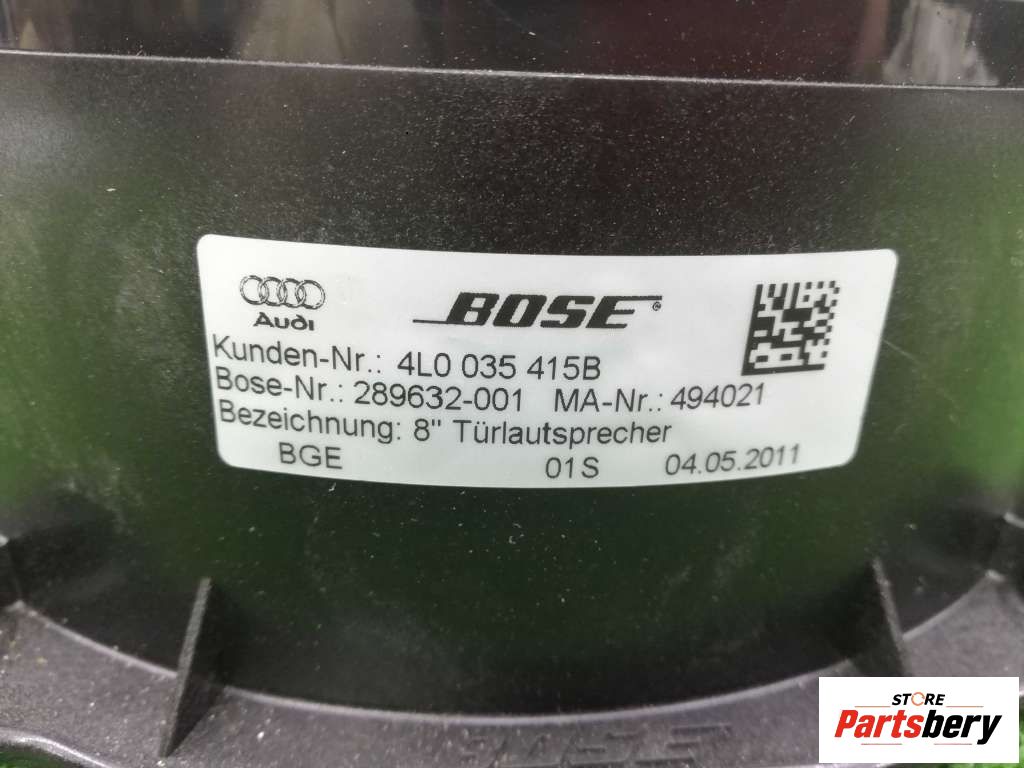 Audi
BOSE®
Kunden-Nr.: 4L0 035 415B
Bose-Nr.: 289632-001 MA-Nr.: 494021
Bezeichnung: 8" Türlautsprecher
BGE 01S 04.05.2011
STORE
Partsbery